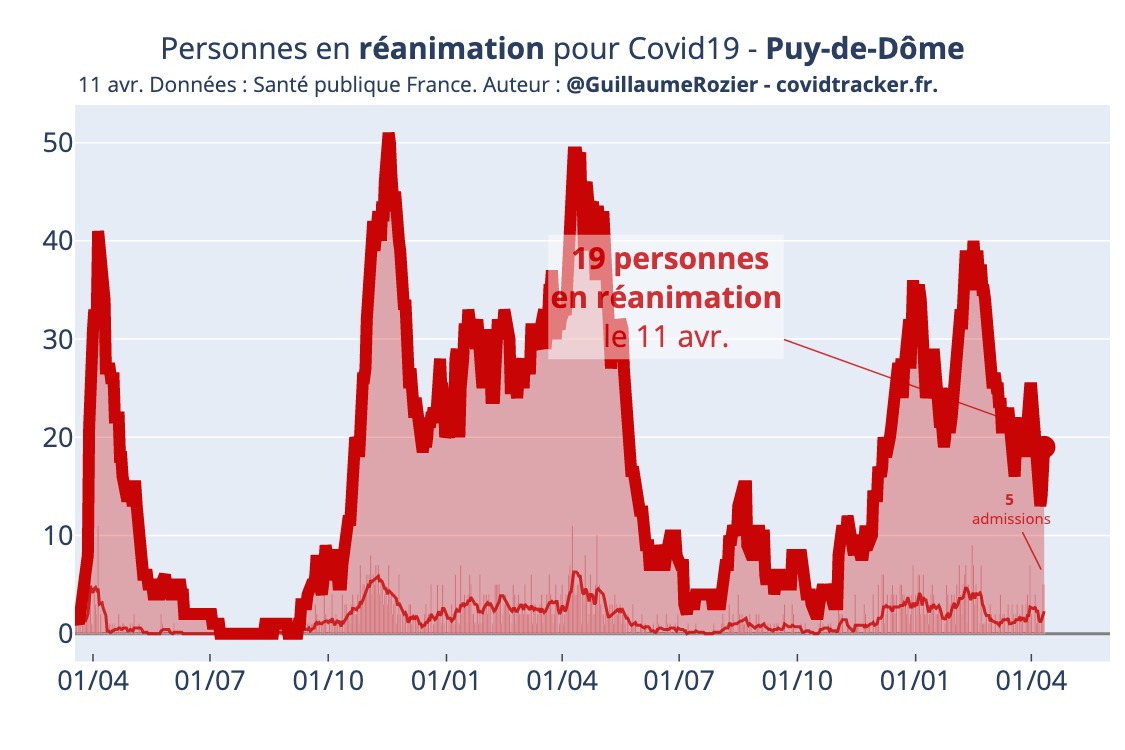 Personnes en réanimation pour Covid19 - Puy-de-Dôme
11 avr. Données : Santé publique France. Auteur : @GuillaumeRozier - covidtracker.fr.
50
40
30
20
10
0
19 personnes
en réanimation
le 11 avr.
5
admissions
01/04 01/07 01/10 01/01 01/04 01/07 01/10 01/01 01/04